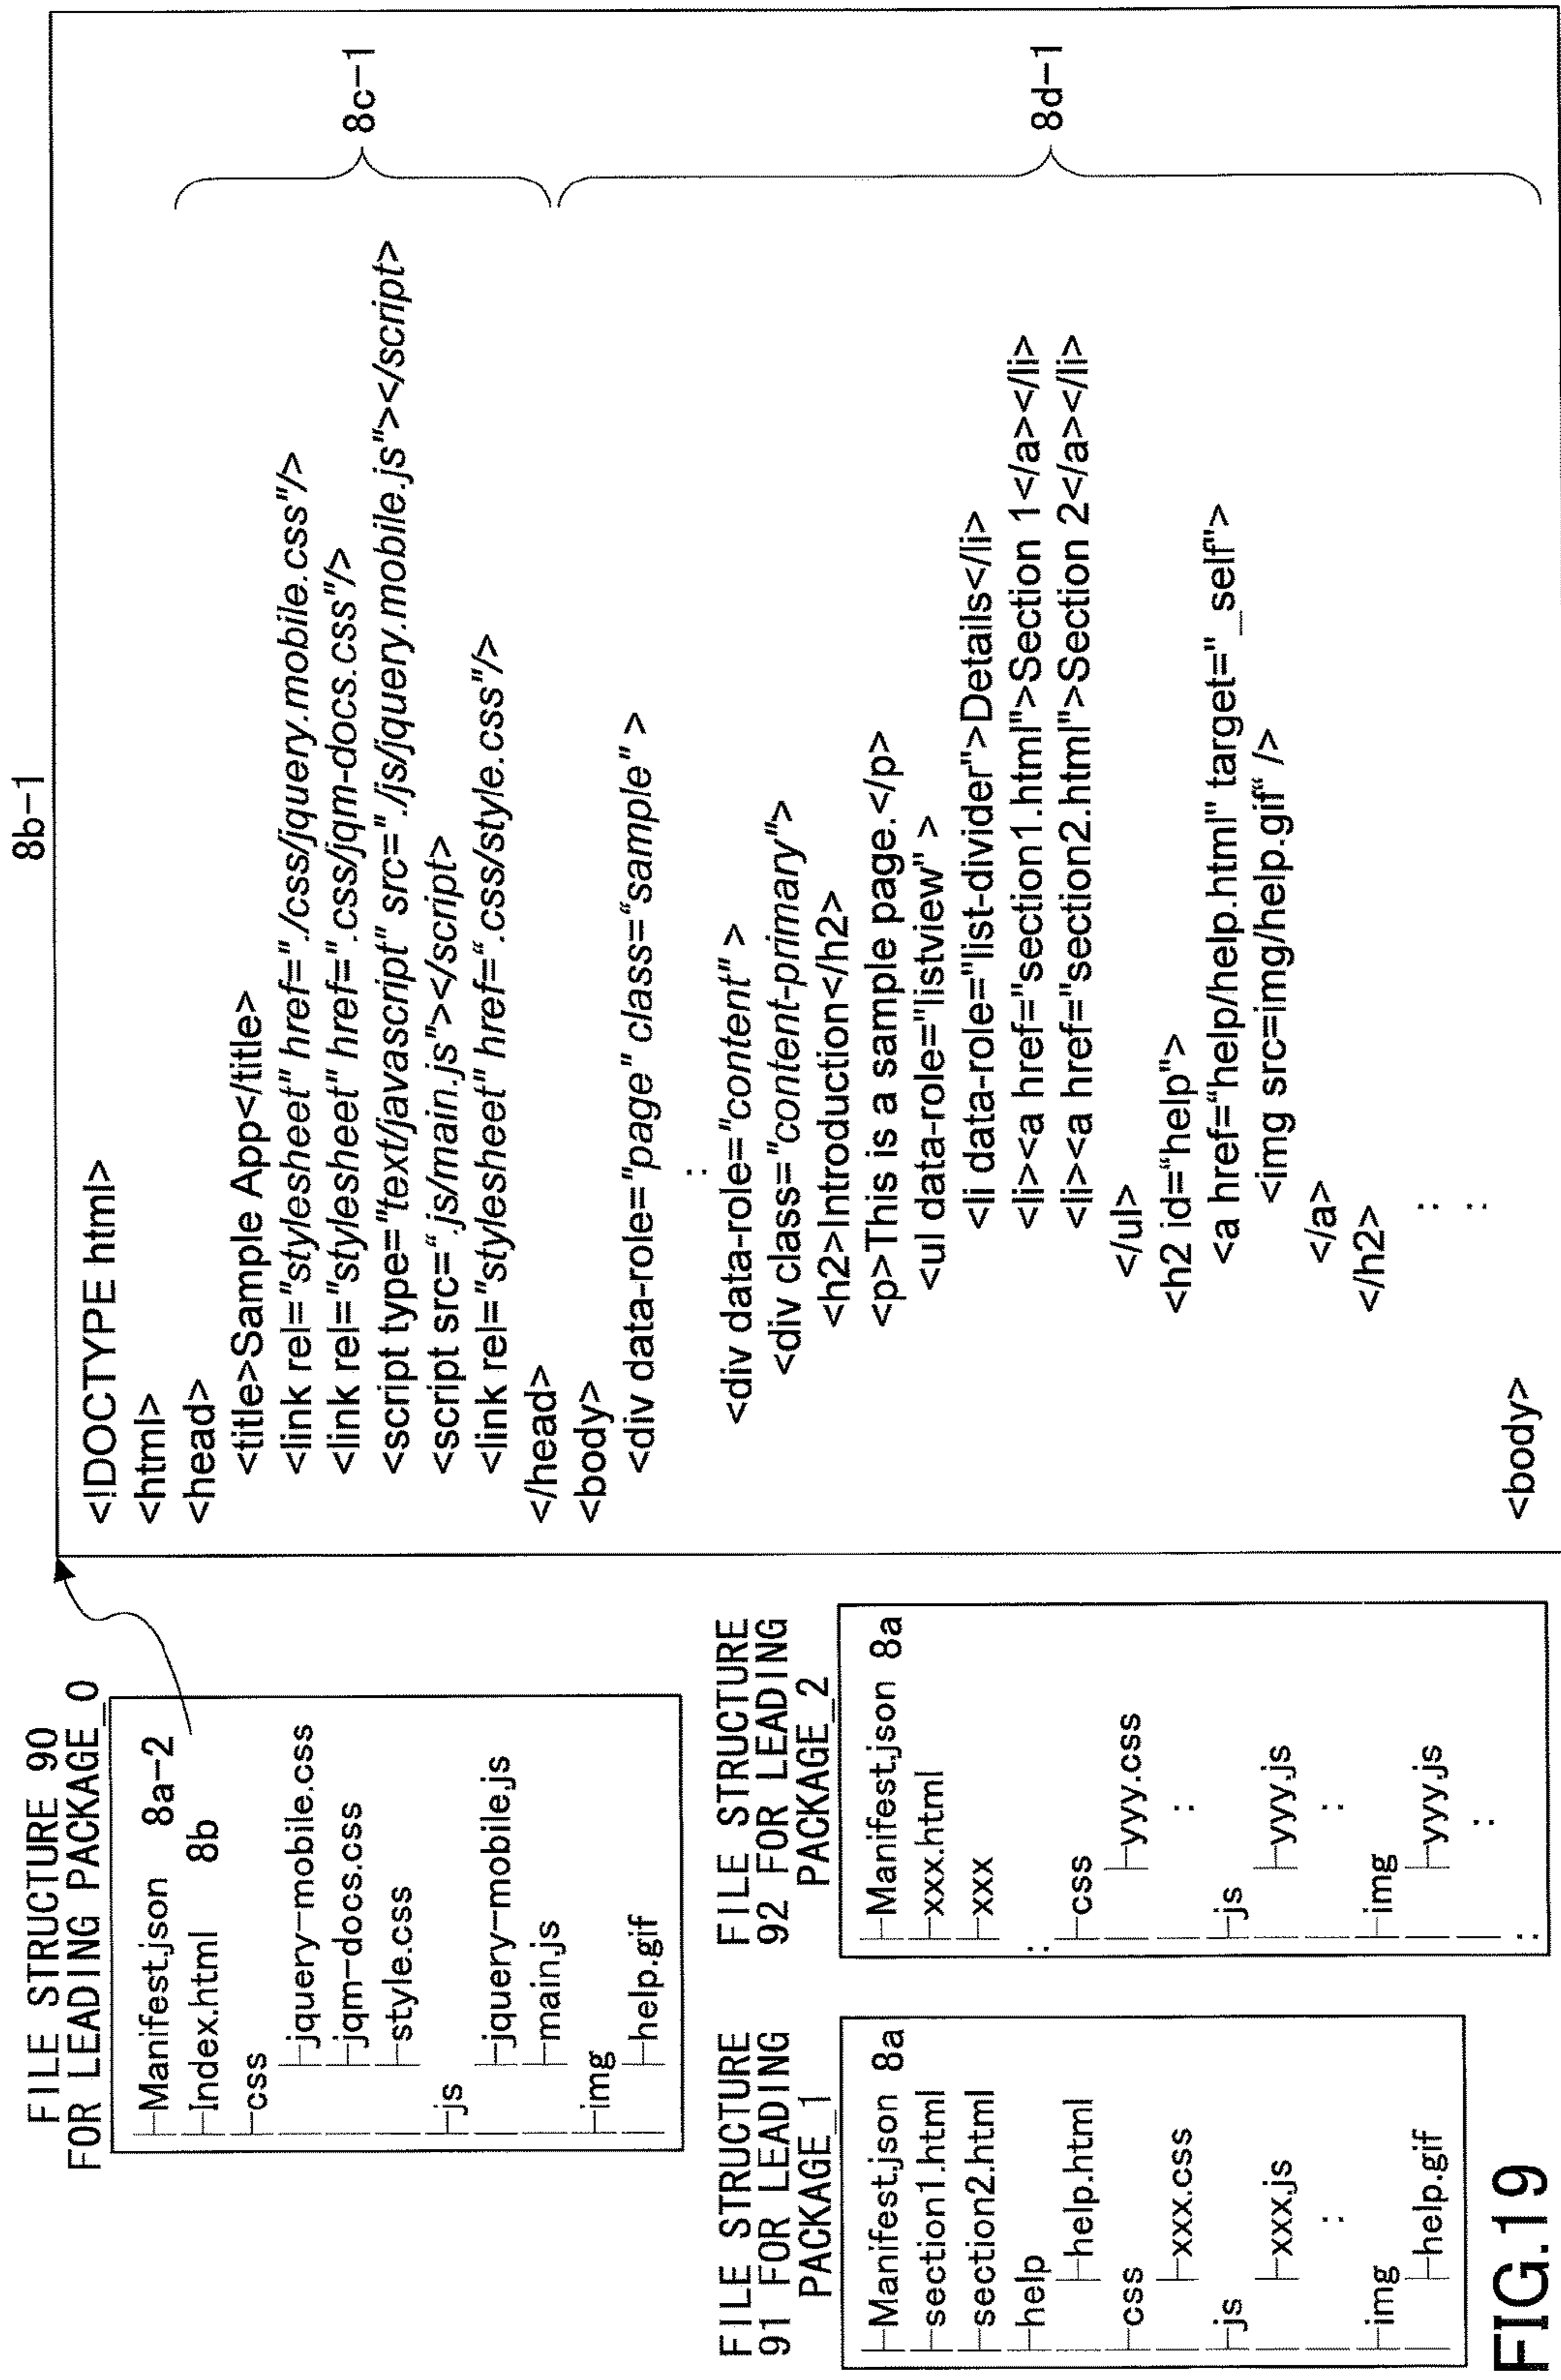 FILE STRUCTURE 90
FOR LEADING PACKAGE_0
Manifest.json 8a-2
Index.html 8b
css
jquery-mobile.css
jqm-docs.css
style.css
js
jquery-mobile.js
main.js
img
help.gif
FILE STRUCTURE
91 FOR LEADING
PACKAGE_1
Manifest.json 8a
section1.html
section2.html
help
help.html
css
xxx.css
js
xxx.js
:
img
help.gif
FILE STRUCTURE
92 FOR LEADING
PACKAGE_2
Manifest.json 8a
xxx.html
xxx
:
css
yyy.css
:
js
yyy.js
:
img
yyy.js
:
:
8b-1
<!DOCTYPE html>
<html>
<head>
<title>Sample App</title>
<link rel="stylesheet" href="./css/jquery.mobile.css"/>
<link rel="stylesheet" href=".css/jqm-docs.css"/>
<script type="text/javascript" src="./js/jquery.mobile.js"></script>
<script src=“.js/main.js"></script>
<link rel="stylesheet" href=“.css/style.css"/>
</head>
<body>
<div data-role="page" class=“sample" >
:
<div data-role="content" >
<div class="content-primary">
<h2>Introduction</h2>
<p>This is a sample page.</p>
<ul data-role="listview" >
<li data-role="list-divider">Details</li>
<li><a href="section1.html">Section 1</a></li>
<li><a href="section2.html">Section 2</a></li>
</ul>
<h2 id=“help">
<a href=“help/help.html" target="_self">
<img src=img/help.gif“ />
</a>
</h2>
:
:
<body>
8c-1
8d-1
FIG.19